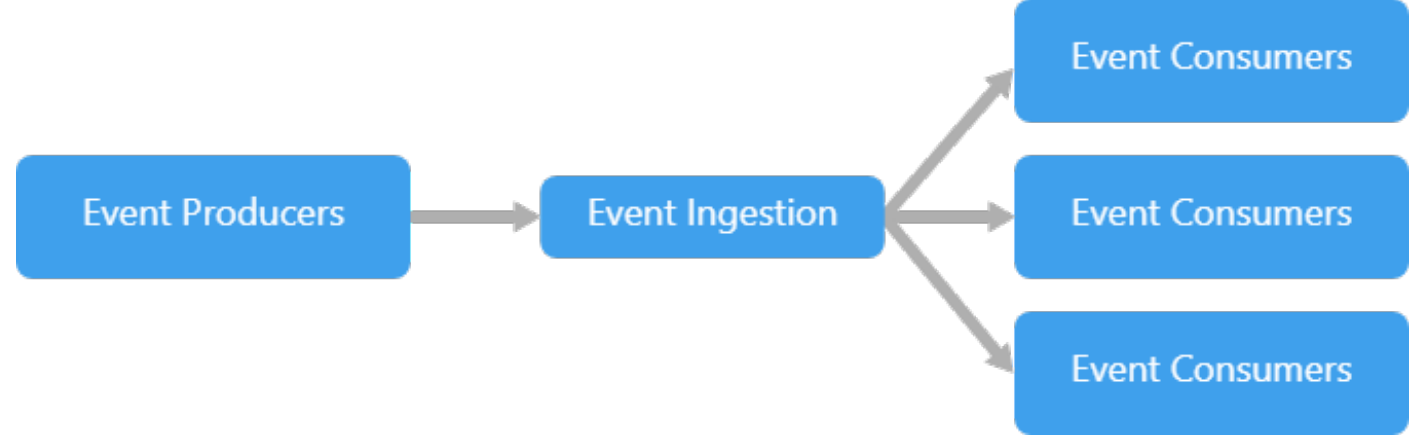 Event Producers
Event Ingestion
Event Consumers
Event Consumers
Event Consumers